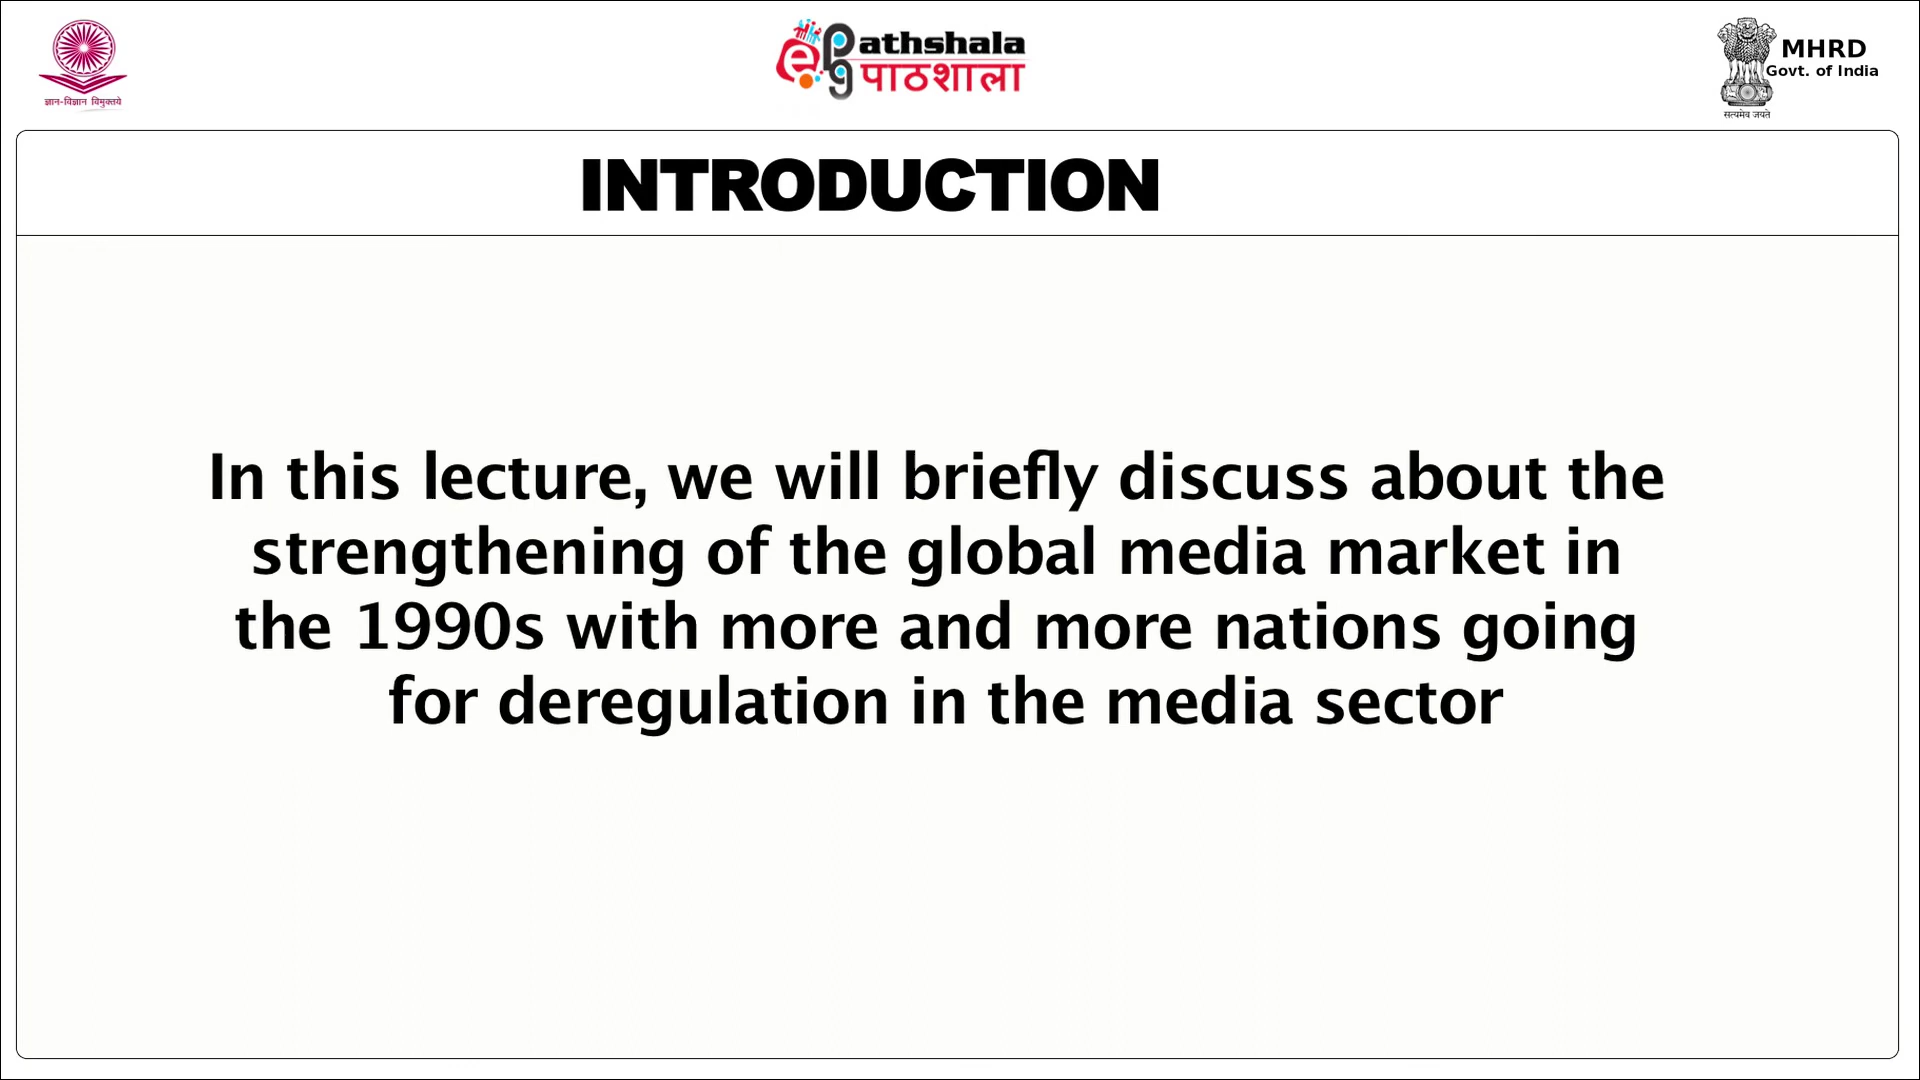 ज्ञान-विज्ञान विमुक्तये
ePG athshala
पाठशाला
MHRD
Govt. of India
सत्यमेव जयते
INTRODUCTION
In this lecture, we will briefly discuss about the
strengthening of the global media market in
the 1990s with more and more nations going
for deregulation in the media sector